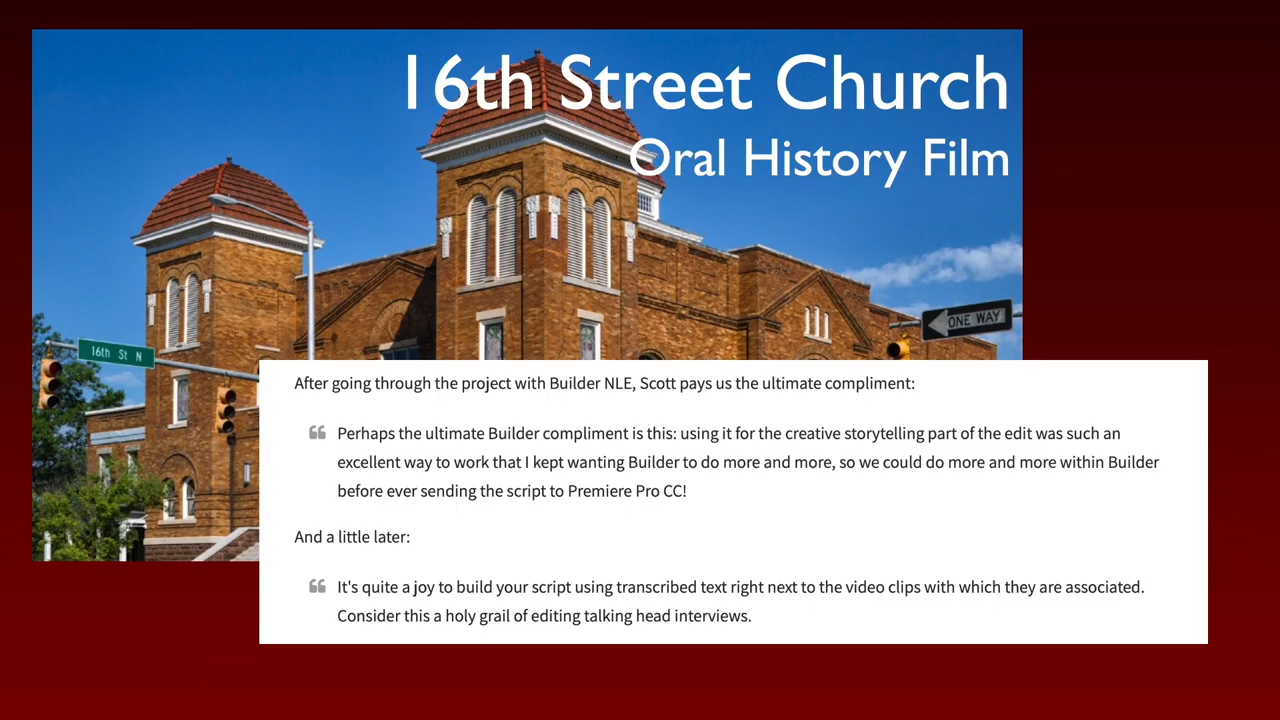 16th Street Church
Oral History Film
ONE WAY
16th St N
After going through the project with Builder NLE, Scott pays us the ultimate compliment:
Perhaps the ultimate Builder compliment is this: using it for the creative storytelling part of the edit was such an
excellent way to work that I kept wanting Builder to do more and more, so we could do more and more within Builder
before ever sending the script to Premiere Pro CC!
And a little later:
It's quite a joy to build your script using transcribed text right next to the video clips with which they are associated.
Consider this a holy grail of editing talking head interviews.